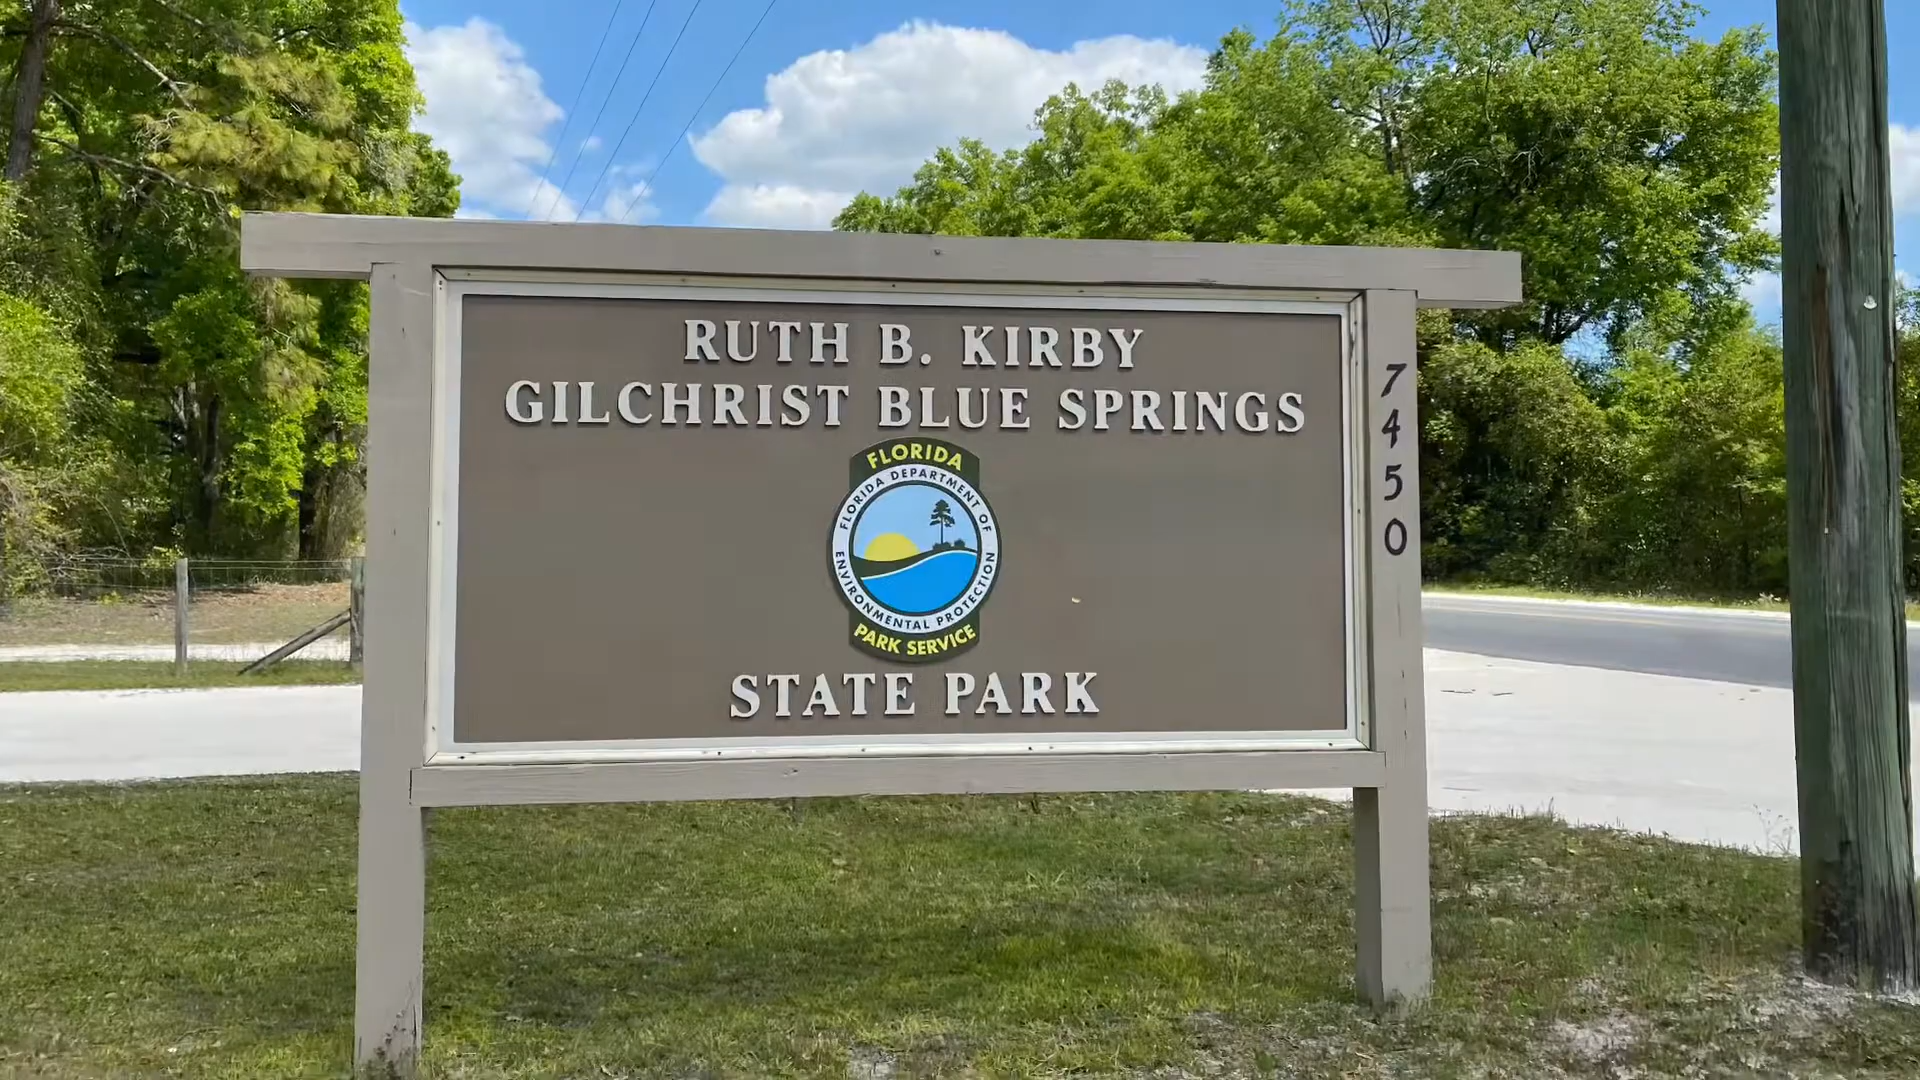 RUTH B. KIRBY
GILCHRIST BLUE SPRINGS
FLORIDA
FLORIDA DEPARTMENT OF
ENVIRONMENTAL PROTECTION
PARK SERVICE
STATE PARK
7450